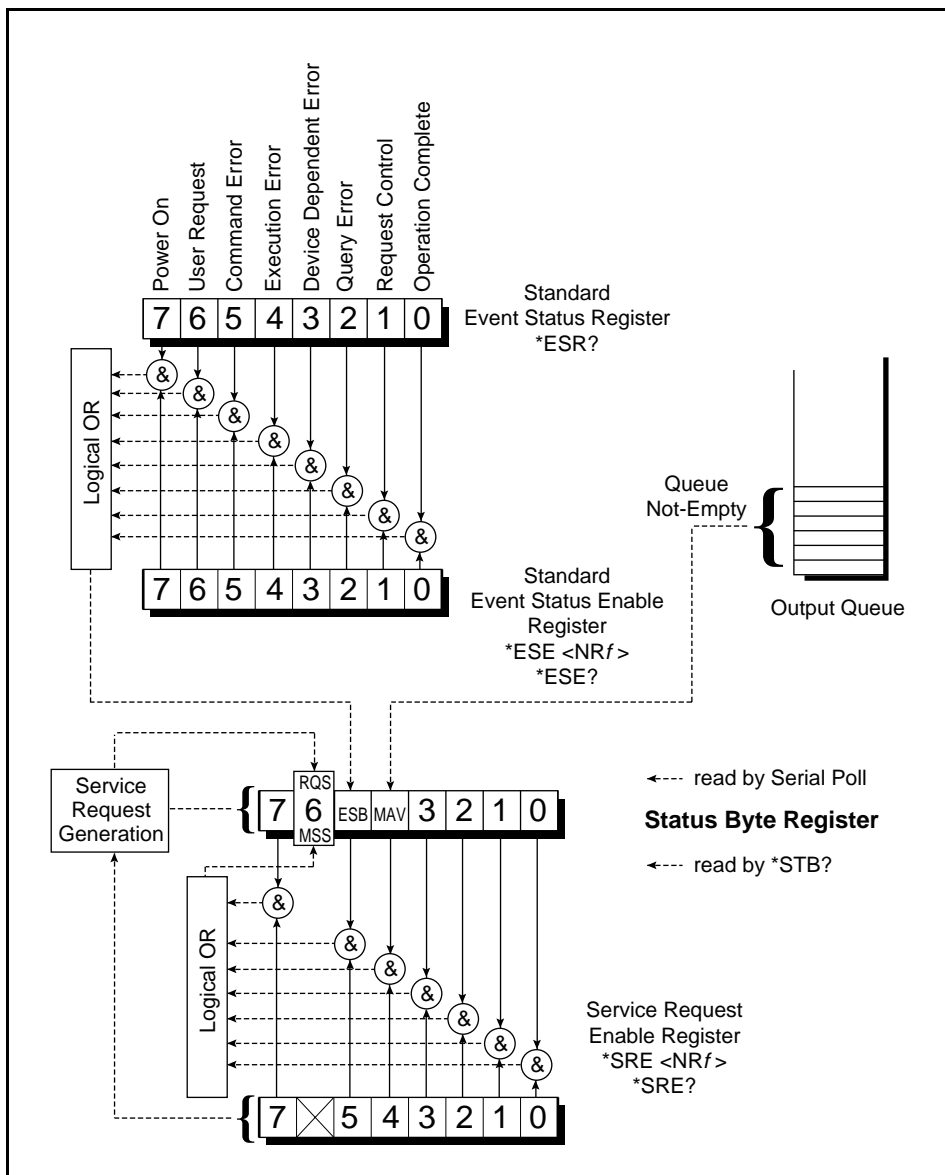 Power On
User Request
Command Error
Execution Error
Device Dependent Error
Query Error
Request Control
Operation Complete
7 6 5 4 3 2 1 0
Standard
Event Status Register
*ESR?
Logical OR
&
&
&
&
&
&
&
&
Queue
Not-Empty
{
Output Queue
7 6 5 4 3 2 1 0
Standard
Event Status Enable
Register
*ESE <NRf>
*ESE?
Service
Request
Generation
{
RQS
7 6 ESB MAV 3 2 1 0
MSS
read by Serial Poll
Status Byte Register
read by *STB?
Logical OR
&
&
&
&
&
&
&
Service Request
Enable Register
*SRE <NRf>
*SRE?
{
7 5 4 3 2 1 0